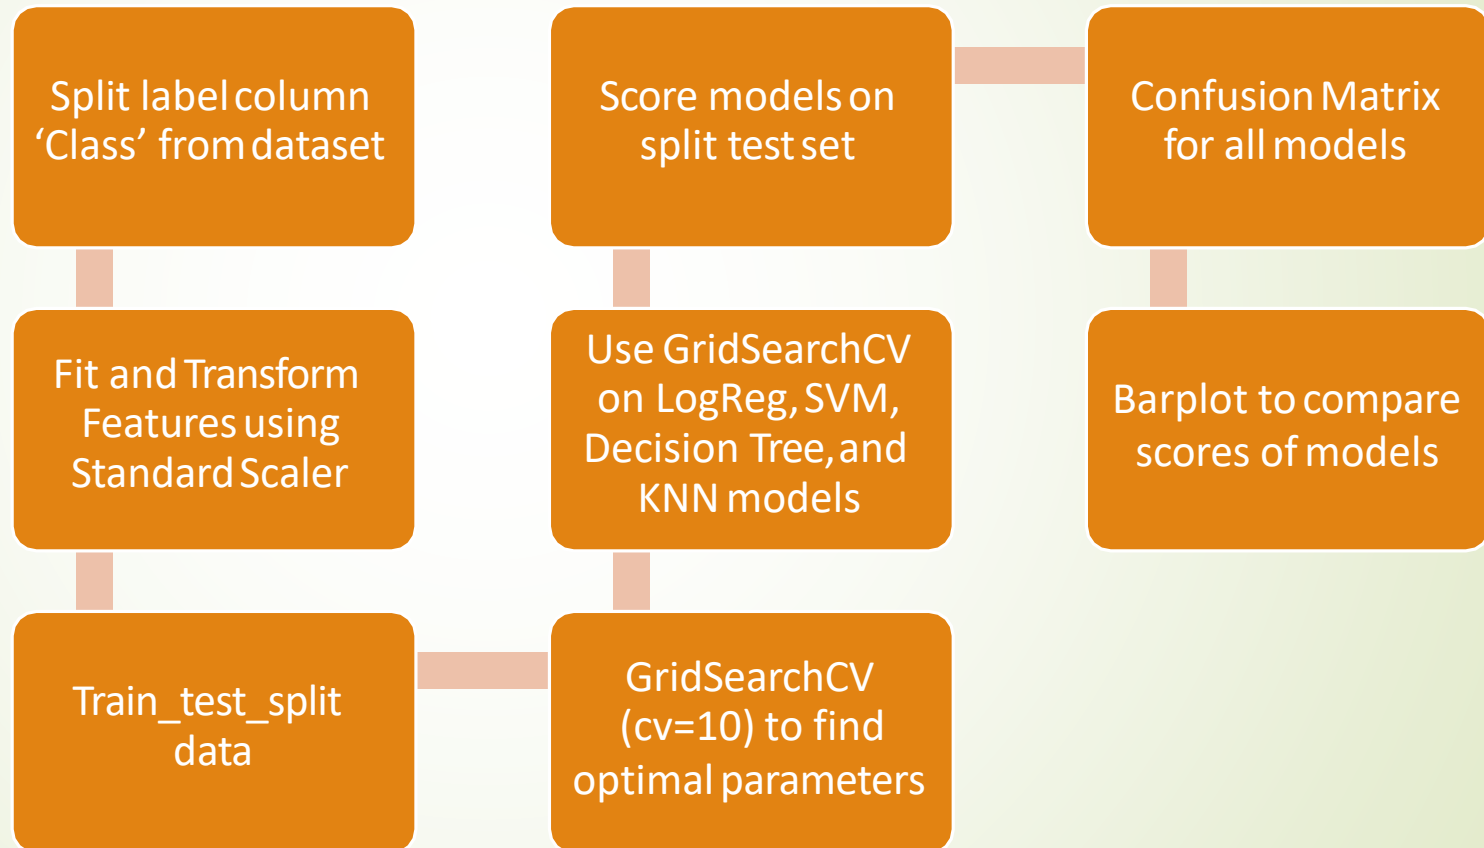 Split label column
‘Class’ from dataset
Fit and Transform
Features using
Standard Scaler
Train_test_split
data
GridSearchCV
(cv=10) to find
optimal parameters
Use GridSearchCV
on LogReg, SVM,
Decision Tree, and
KNN models
Score models on
split test set
Confusion Matrix
for all models
Barplot to compare
scores of models